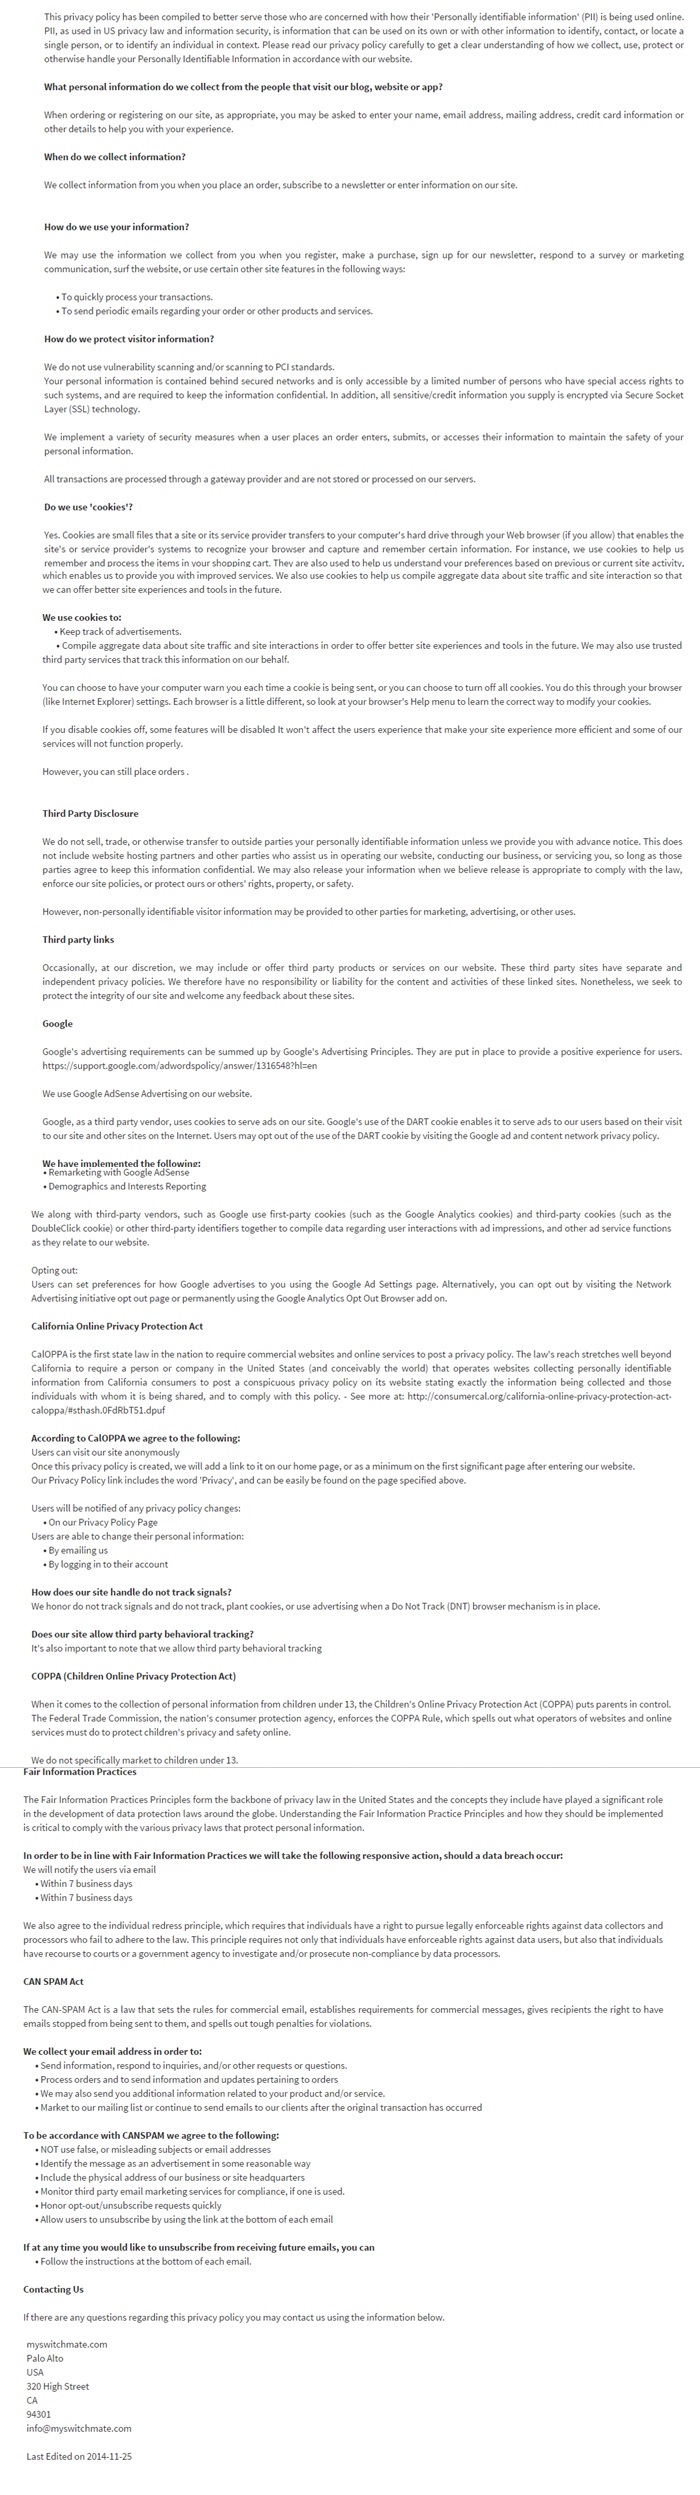 This privacy policy has been compiled to better serve those who are concerned with how their 'Personally identifiable information' (PII) is being used online.
PII, as used in US privacy law and information security, is information that can be used on its own or with other information to identify, contact, or locate a
single person, or to identify an individual in context. Please read our privacy policy carefully to get a clear understanding of how we collect, use, protect or
otherwise handle your Personally Identifiable Information in accordance with our website.
What personal information do we collect from the people that visit our blog, website or app?
When ordering or registering on our site, as appropriate, you may be asked to enter your name, email address, mailing address, credit card information or
other details to help you with your experience.
When do we collect information?
We collect information from you when you place an order, subscribe to a newsletter or enter information on our site.
How do we use your information?
We may use the information we collect from you when you register, make a purchase, sign up for our newsletter, respond to a survey or marketing
communication, surf the website, or use certain other site features in the following ways:
• To quickly process your transactions.
• To send periodic emails regarding your order or other products and services.
How do we protect visitor information?
We do not use vulnerability scanning and/or scanning to PCI standards.
Your personal information is contained behind secured networks and is only accessible by a limited number of persons who have special access rights to
such systems, and are required to keep the information confidential. In addition, all sensitive/credit information you supply is encrypted via Secure Socket
Layer (SSL) technology.
We implement a variety of security measures when a user places an order enters, submits, or accesses their information to maintain the safety of your
personal information.
All transactions are processed through a gateway provider and are not stored or processed on our servers.
Do we use 'cookies'?
Yes. Cookies are small files that a site or its service provider transfers to your computer's hard drive through your Web browser (if you allow) that enables the
site's or service provider's systems to recognize your browser and capture and remember certain information. For instance, we use cookies to help us
remember and process the items in your shopping cart. They are also used to help us understand your preferences based on previous or current site activity,
which enables us to provide you with improved services. We also use cookies to help us compile aggregate data about site traffic and site interaction so that
we can offer better site experiences and tools in the future.
We use cookies to:
• Keep track of advertisements.
• Compile aggregate data about site traffic and site interactions in order to offer better site experiences and tools in the future. We may also use trusted
third party services that track this information on our behalf.
You can choose to have your computer warn you each time a cookie is being sent, or you can choose to turn off all cookies. You do this through your browser
(like Internet Explorer) settings. Each browser is a little different, so look at your browser's Help menu to learn the correct way to modify your cookies.
If you disable cookies off, some features will be disabled It won't affect the users experience that make your site experience more efficient and some of our
services will not function properly.
However, you can still place orders .
Third Party Disclosure
We do not sell, trade, or otherwise transfer to outside parties your personally identifiable information unless we provide you with advance notice. This does
not include website hosting partners and other parties who assist us in operating our website, conducting our business, or servicing you, so long as those
parties agree to keep this information confidential. We may also release your information when we believe release is appropriate to comply with the law,
enforce our site policies, or protect ours or others' rights, property, or safety.
However, non-personally identifiable visitor information may be provided to other parties for marketing, advertising, or other uses.
Third party links
Occasionally, at our discretion, we may include or offer third party products or services on our website. These third party sites have separate and
independent privacy policies. We therefore have no responsibility or liability for the content and activities of these linked sites. Nonetheless, we seek to
protect the integrity of our site and welcome any feedback about these sites.
Google
Google's advertising requirements can be summed up by Google's Advertising Principles. They are put in place to provide a positive experience for users.
https://support.google.com/adwordspolicy/answer/1316548?hl=en
We use Google AdSense Advertising on our website.
Google, as a third party vendor, uses cookies to serve ads on our site. Google's use of the DART cookie enables it to serve ads to our users based on their visit
to our site and other sites on the Internet. Users may opt out of the use of the DART cookie by visiting the Google ad and content network privacy policy.
We have implemented the following:
• Remarketing with Google AdSense
• Demographics and Interests Reporting
We along with third-party vendors, such as Google use first-party cookies (such as the Google Analytics cookies) and third-party cookies (such as the
DoubleClick cookie) or other third-party identifiers together to compile data regarding user interactions with ad impressions, and other ad service functions
as they relate to our website.
Opting out:
Users can set preferences for how Google advertises to you using the Google Ad Settings page. Alternatively, you can opt out by visiting the Network
Advertising initiative opt out page or permanently using the Google Analytics Opt Out Browser add on.
California Online Privacy Protection Act
CalOPPA is the first state law in the nation to require commercial websites and online services to post a privacy policy. The law's reach stretches well beyond
California to require a person or company in the United States (and conceivably the world) that operates websites collecting personally identifiable
information from California consumers to post a conspicuous privacy policy on its website stating exactly the information being collected and those
individuals with whom it is being shared, and to comply with this policy. - See more at: http://consumercal.org/california-online-privacy-protection-act-
caloppa/#sthash.0FdRbT51.dpuf
According to CalOPPA we agree to the following:
Users can visit our site anonymously
Once this privacy policy is created, we will add a link to it on our home page, or as a minimum on the first significant page after entering our website.
Our Privacy Policy link includes the word 'Privacy', and can be easily be found on the page specified above.
Users will be notified of any privacy policy changes:
• On our Privacy Policy Page
Users are able to change their personal information:
• By emailing us
• By logging in to their account
How does our site handle do not track signals?
We honor do not track signals and do not track, plant cookies, or use advertising when a Do Not Track (DNT) browser mechanism is in place.
Does our site allow third party behavioral tracking?
It's also important to note that we allow third party behavioral tracking
COPPA (Children Online Privacy Protection Act)
When it comes to the collection of personal information from children under 13, the Children's Online Privacy Protection Act (COPPA) puts parents in control.
The Federal Trade Commission, the nation's consumer protection agency, enforces the COPPA Rule, which spells out what operators of websites and online
services must do to protect children's privacy and safety online.
We do not specifically market to children under 13.
Fair Information Practices
The Fair Information Practices Principles form the backbone of privacy law in the United States and the concepts they include have played a significant role
in the development of data protection laws around the globe. Understanding the Fair Information Practice Principles and how they should be implemented
is critical to comply with the various privacy laws that protect personal information.
In order to be in line with Fair Information Practices we will take the following responsive action, should a data breach occur:
We will notify the users via email
• Within 7 business days
• Within 7 business days
We also agree to the individual redress principle, which requires that individuals have a right to pursue legally enforceable rights against data collectors and
processors who fail to adhere to the law. This principle requires not only that individuals have enforceable rights against data users, but also that individuals
have recourse to courts or a government agency to investigate and/or prosecute non-compliance by data processors.
CAN SPAM Act
The CAN-SPAM Act is a law that sets the rules for commercial email, establishes requirements for commercial messages, gives recipients the right to have
emails stopped from being sent to them, and spells out tough penalties for violations.
We collect your email address in order to:
• Send information, respond to inquiries, and/or other requests or questions.
• Process orders and to send information and updates pertaining to orders
• We may also send you additional information related to your product and/or service.
• Market to our mailing list or continue to send emails to our clients after the original transaction has occurred
To be accordance with CANSPAM we agree to the following:
• NOT use false, or misleading subjects or email addresses
• Identify the message as an advertisement in some reasonable way
• Include the physical address of our business or site headquarters
• Monitor third party email marketing services for compliance, if one is used.
• Honor opt-out/unsubscribe requests quickly
• Allow users to unsubscribe by using the link at the bottom of each email
If at any time you would like to unsubscribe from receiving future emails, you can
• Follow the instructions at the bottom of each email.
Contacting Us
If there are any questions regarding this privacy policy you may contact us using the information below.
myswitchmate.com
Palo Alto
USA
320 High Street
CA
94301
info@myswitchmate.com
Last Edited on 2014-11-25